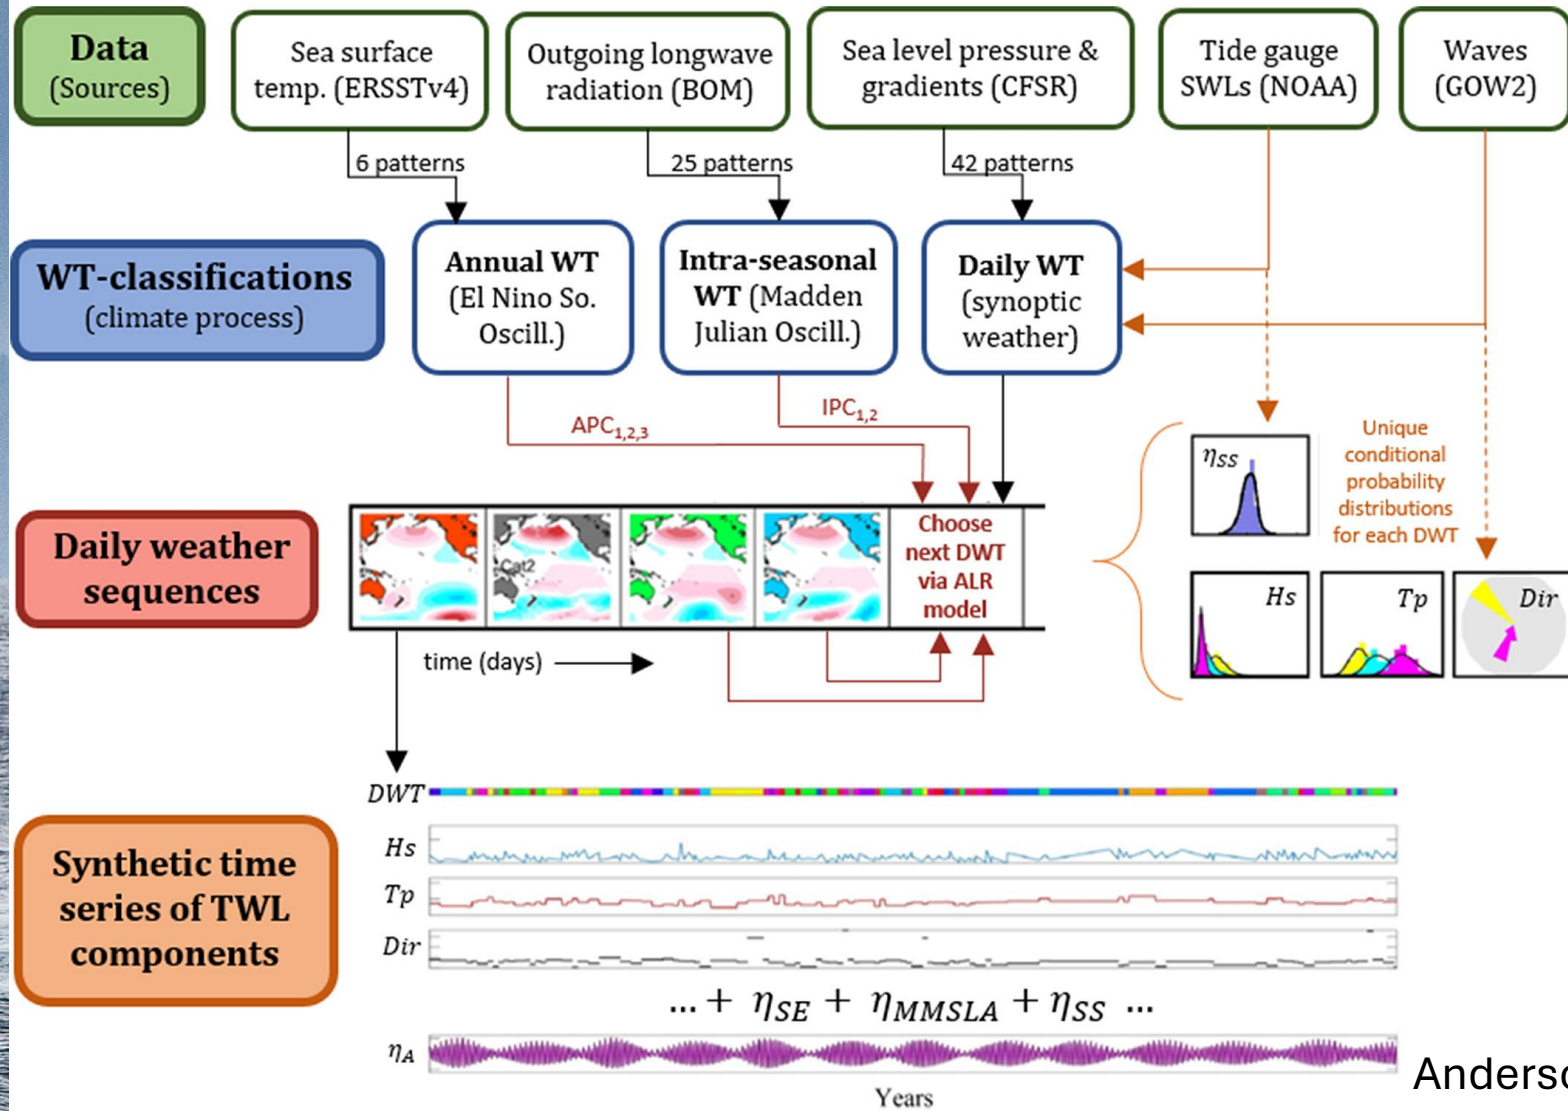 Data
(Sources)
Sea surface
temp. (ERSSTv4)
Outgoing longwave
radiation (BOM)
Sea level pressure &
gradients (CFSR)
Tide gauge
SWLs (NOAA)
Waves
(GOW2)
6 patterns
25 patterns
42 patterns
WT-classifications
(climate process)
Annual WT
(El Nino So.
Oscill.)
Intra-seasonal
WT (Madden
Julian Oscill.)
Daily WT
(synoptic
weather)
APC1,2,3
IPC1,2
Unique
conditional
probability
distributions
for each DWT
ηSS
Daily weather
sequences
Cat2
Choose
next DWT
via ALR
model
Hs
Tp
Dir
time (days)
Synthetic time
series of TWL
components
DWT
Hs
Tp
Dir
... + ηSE + ηMMSLA + ηSS ...
ηA
Years